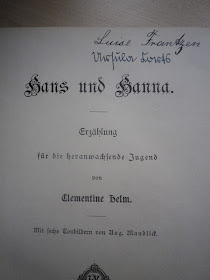 Luise Frantzen
Ursula
Hans und Hanna.
Erzählung
für die heranwachsende Jugend
von
Clementine Helm.
Mit sechs Tonbildern von Aug. Mandlick.